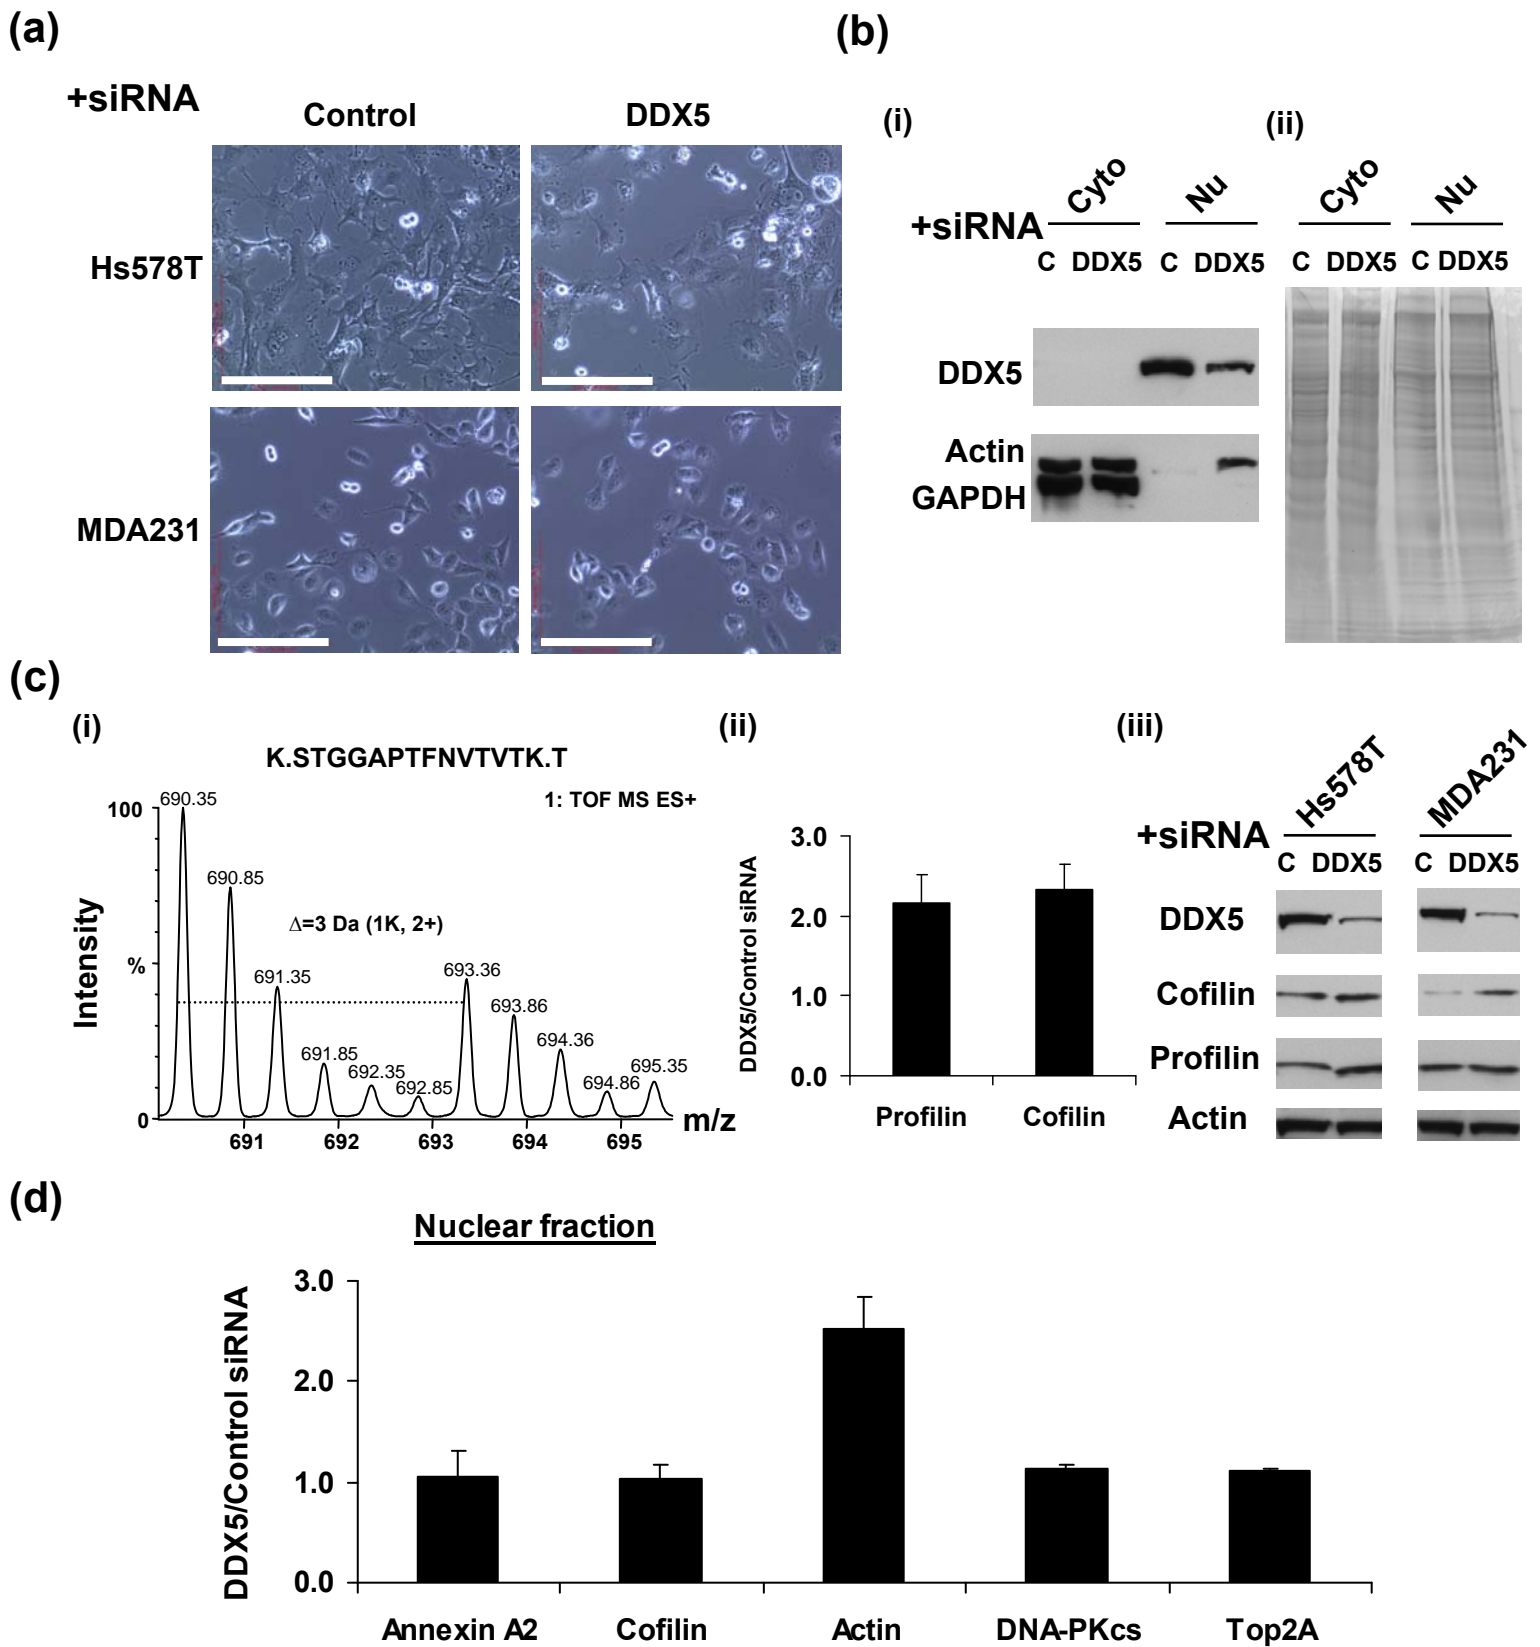 (a)
+siRNA
Control
DDX5
Hs578T
MDA231
(b)
(i)
+siRNA
Cyto
Nu
C DDX5 C DDX5
DDX5
Actin
GAPDH
(ii)
Cyto
Nu
C DDX5 C DDX5
(c)
(i)
K.STGGAPTFNVTVTK.T
1: TOF MS ES+
Δ=3 Da (1K, 2+)
Intensity
100
%
0
690.35
690.85
691.35
691.85
692.35
692.85
693.36
693.86
694.36
694.86
695.35
691 692 693 694 695
m/z
(ii)
DDX5/Control siRNA
3.0
2.0
1.0
0.0
Profilin Cofilin
(iii)
+siRNA
Hs578T
MDA231
C DDX5 C DDX5
DDX5
Cofilin
Profilin
Actin
(d)
Nuclear fraction
DDX5/Control siRNA
3.0
2.0
1.0
0.0
Annexin A2 Cofilin Actin DNA-PKcs Top2A